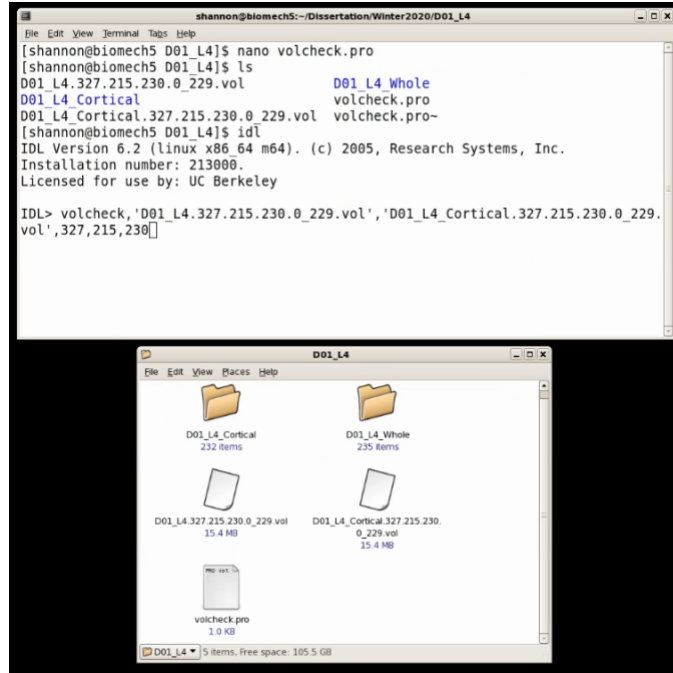 shannon@biomech5:~/Dissertation/Winter2020/D01_L4
File Edit View Terminal Tabs Help
[shannon@biomech5 D01_L4]$ nano volcheck.pro
[shannon@biomech5 D01_L4]$ ls
D01_L4.327.215.230.0_229.vol D01_L4_Whole
D01_L4_Cortical volcheck.pro
D01_L4_Cortical.327.215.230.0_229.vol volcheck.pro~
[shannon@biomech5 D01_L4]$ idl
IDL Version 6.2 (linux x86_64 m64). (c) 2005, Research Systems, Inc.
Installation number: 213000.
Licensed for use by: UC Berkeley
IDL> volcheck,'D01_L4.327.215.230.0_229.vol','D01_L4_Cortical.327.215.230.0_229.
vol',327,215,230
D01_L4
File Edit View Places Help
D01_L4_Cortical
232 items
D01_L4_Whole
235 items
D01_L4.327.215.230.0_229.vol
15.4 MB
D01_L4_Cortical.327.215.230.
0_229.vol
15.4 MB
PRO vol
volcheck.pro
1.0 KB
D01_L4 5 items, Free space: 105.5 GB